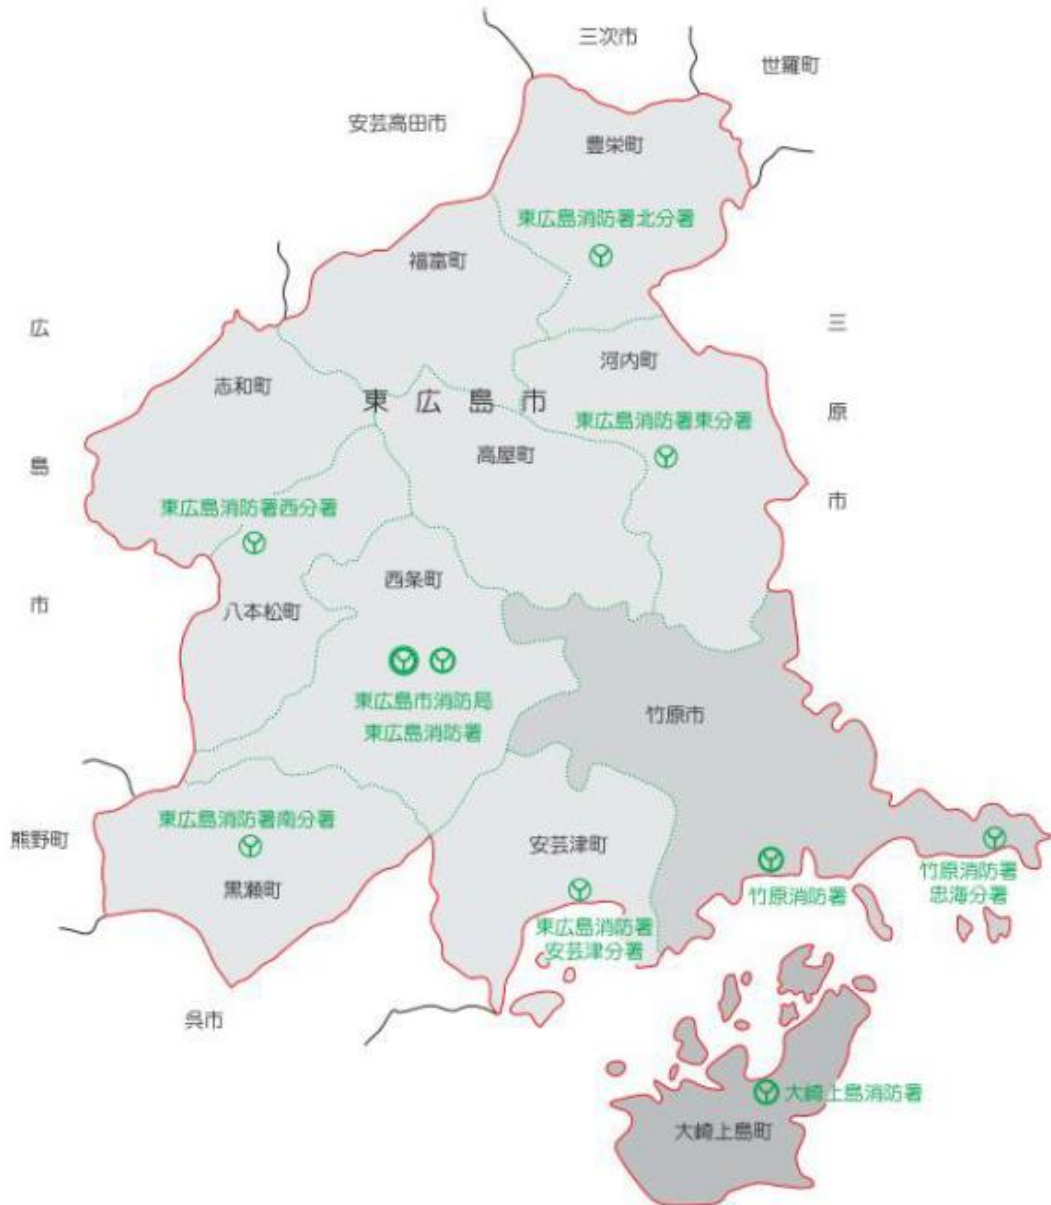 三次市
世羅町
安芸高田市
豊栄町
東広島消防署北分署
福富町
広島市
三原市
河内町
志和町
東広島市
東広島消防署東分署
高屋町
東広島消防署西分署
西条町
八本松町
東広島市消防局
東広島消防署
竹原市
東広島消防署南分署
熊野町
安芸津町
黒瀬町
竹原消防署
忠海分署
竹原消防署
東広島消防署
安芸津分署
呉市
大崎上島消防署
大崎上島町